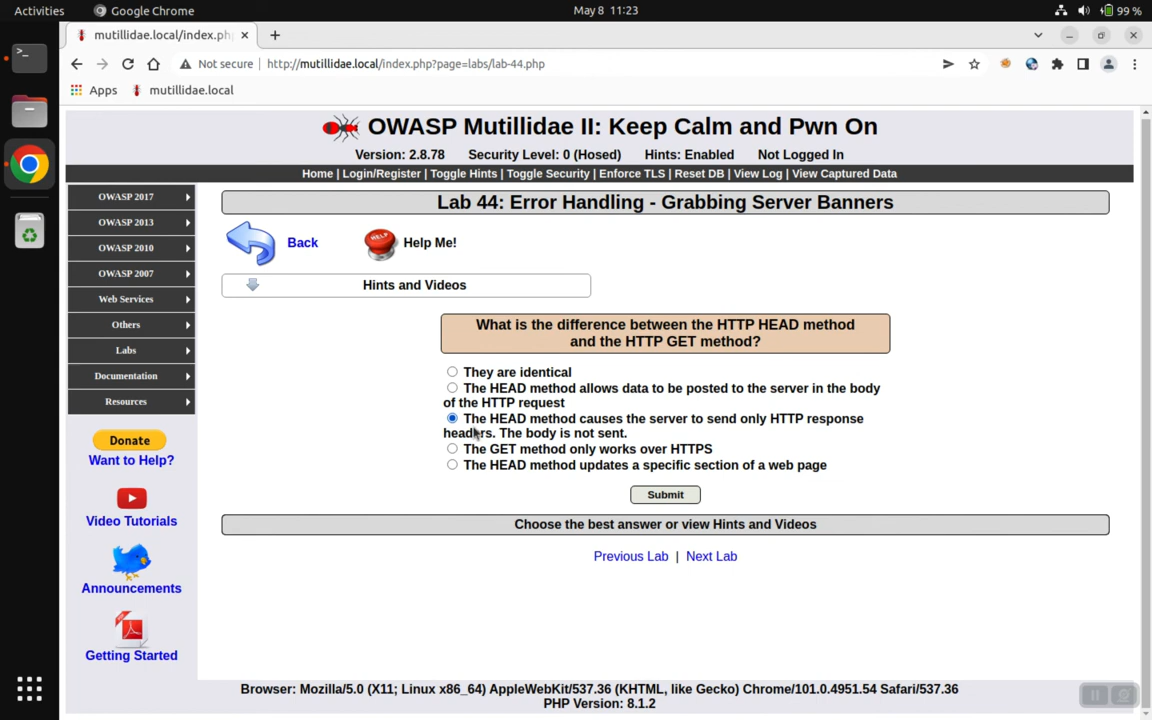 Activities Google Chrome May 8 11:23 99 %
mutillidae.local/index.ph
Not secure http://mutillidae.local/index.php?page=labs/lab-44.php
Apps mutillidae.local
OWASP Mutillidae II: Keep Calm and Pwn On
Version: 2.8.78 Security Level: 0 (Hosed) Hints: Enabled Not Logged In
Home | Login/Register | Toggle Hints | Toggle Security | Enforce TLS | Reset DB | View Log | View Captured Data
OWASP 2017
OWASP 2013
OWASP 2010
OWASP 2007
Web Services
Others
Labs
Documentation
Resources
Donate
Want to Help?
Video Tutorials
Announcements
Getting Started
Lab 44: Error Handling - Grabbing Server Banners
Back HELP Help Me!
Hints and Videos
What is the difference between the HTTP HEAD method
and the HTTP GET method?
They are identical
The HEAD method allows data to be posted to the server in the body
of the HTTP request
The HEAD method causes the server to send only HTTP response
headers. The body is not sent.
The GET method only works over HTTPS
The HEAD method updates a specific section of a web page
Submit
Choose the best answer or view Hints and Videos
Previous Lab | Next Lab
Browser: Mozilla/5.0 (X11; Linux x86_64) AppleWebKit/537.36 (KHTML, like Gecko) Chrome/101.0.4951.54 Safari/537.36
PHP Version: 8.1.2